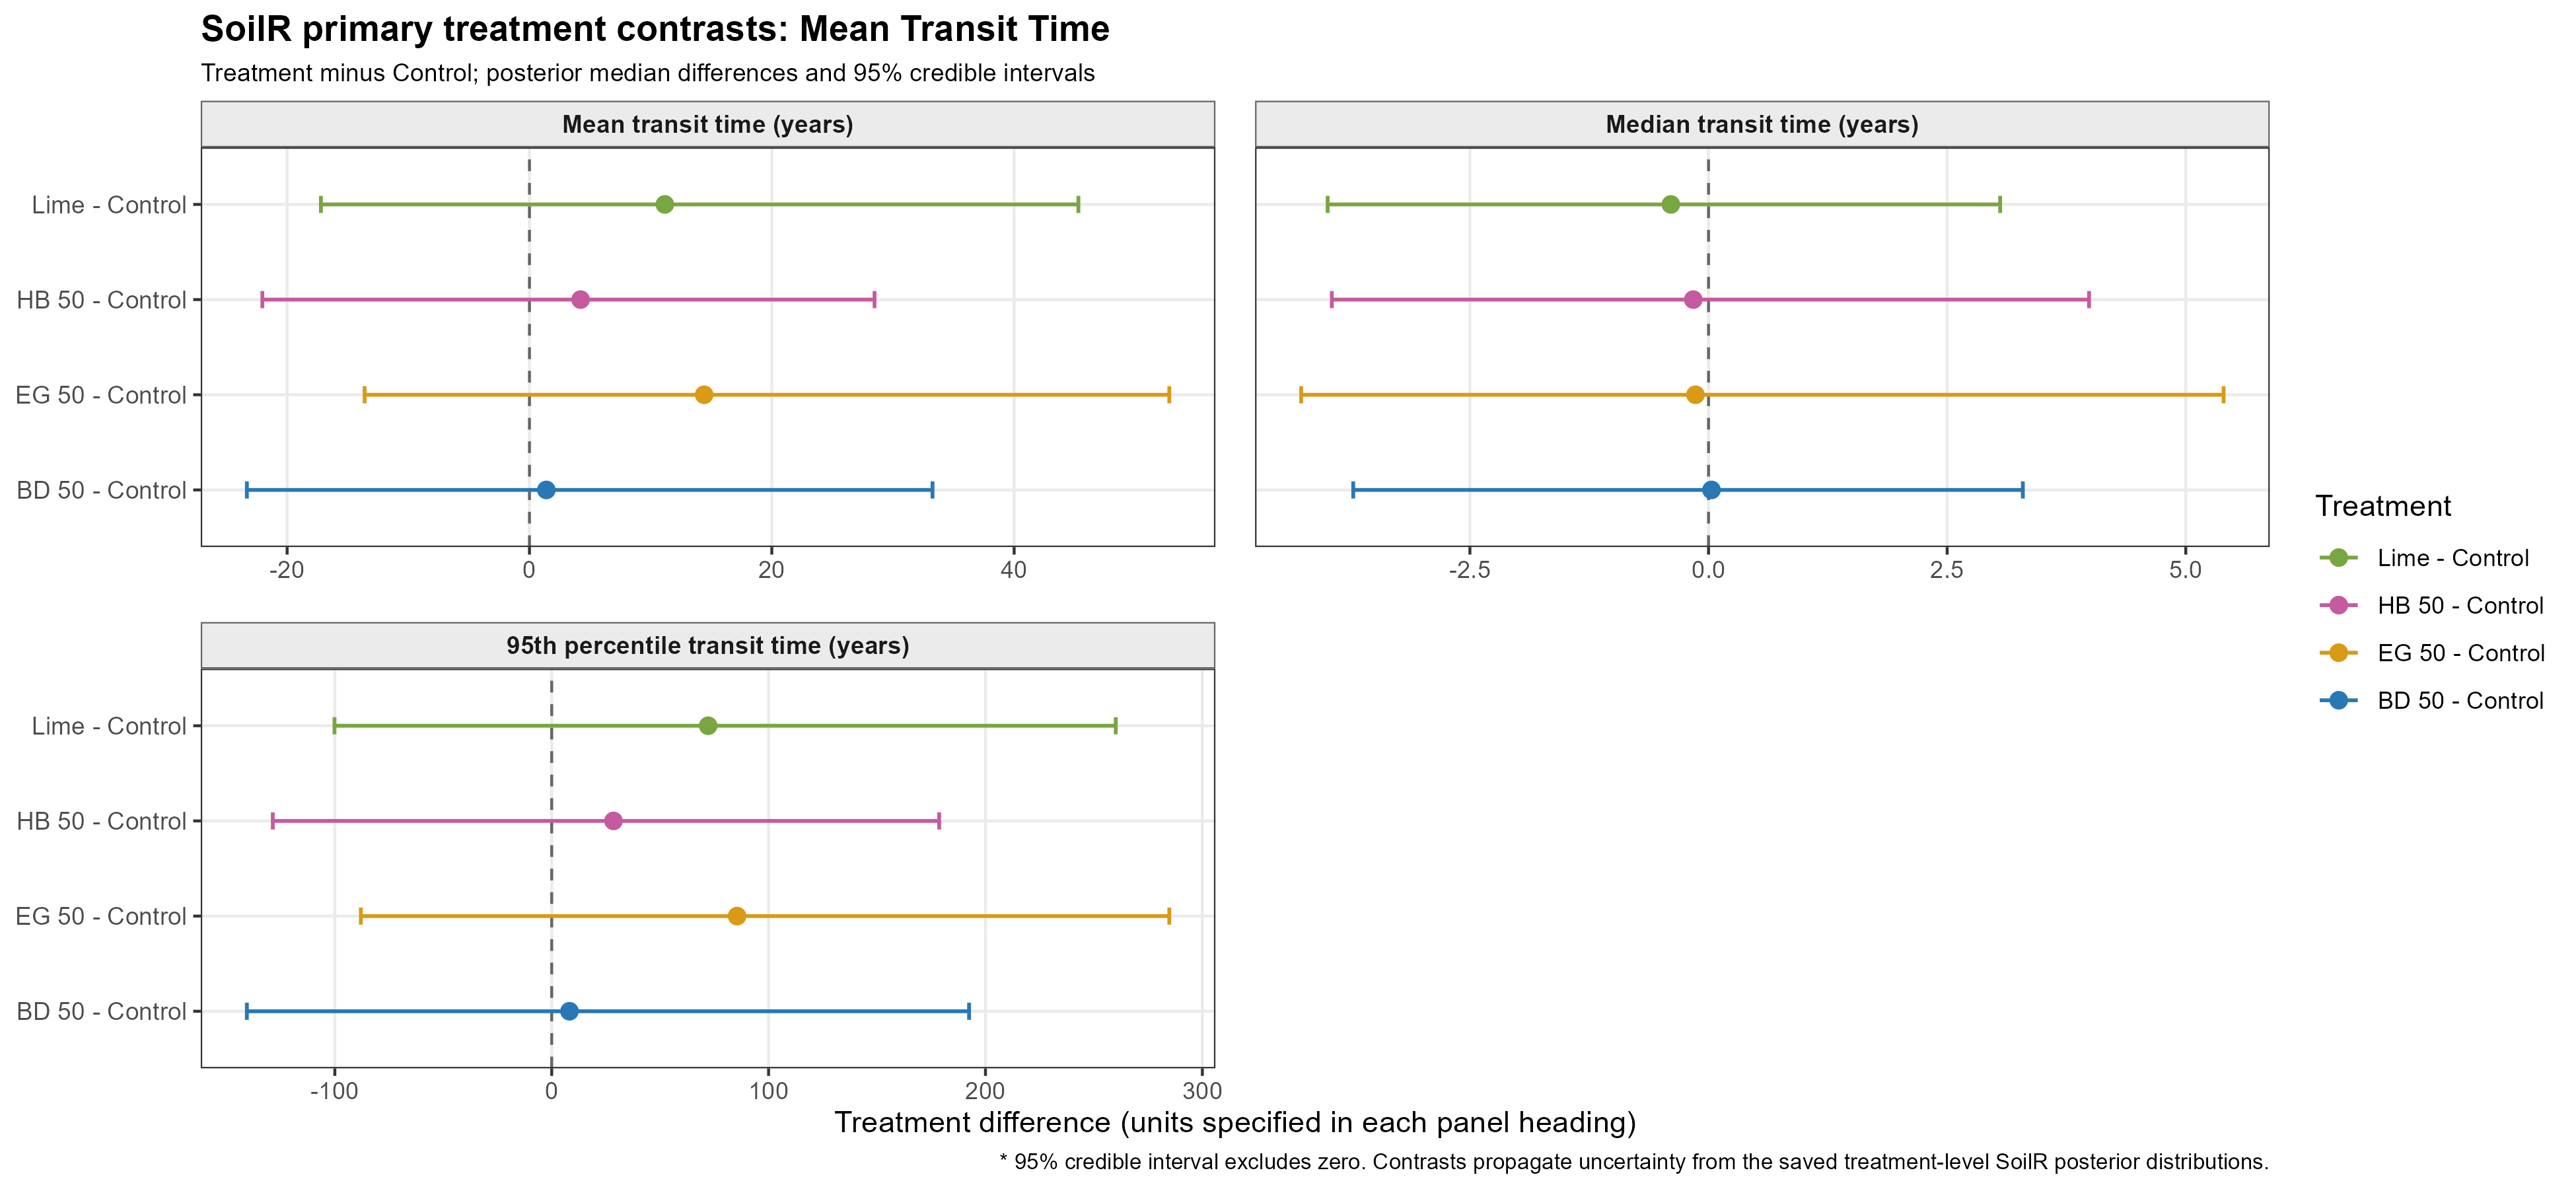 SoilR primary treatment contrasts: Mean Transit Time
Treatment minus Control; posterior median differences and 95% credible intervals
Mean transit time (years)
Lime - Control
HB 50 - Control
EG 50 - Control
BD 50 - Control
-20 0 20 40
Median transit time (years)
-2.5 0.0 2.5 5.0
95th percentile transit time (years)
Lime - Control
HB 50 - Control
EG 50 - Control
BD 50 - Control
-100 0 100 200 300
Treatment difference (units specified in each panel heading)
Treatment
Lime - Control
HB 50 - Control
EG 50 - Control
BD 50 - Control
* 95% credible interval excludes zero. Contrasts propagate uncertainty from the saved treatment-level SoilR posterior distributions.